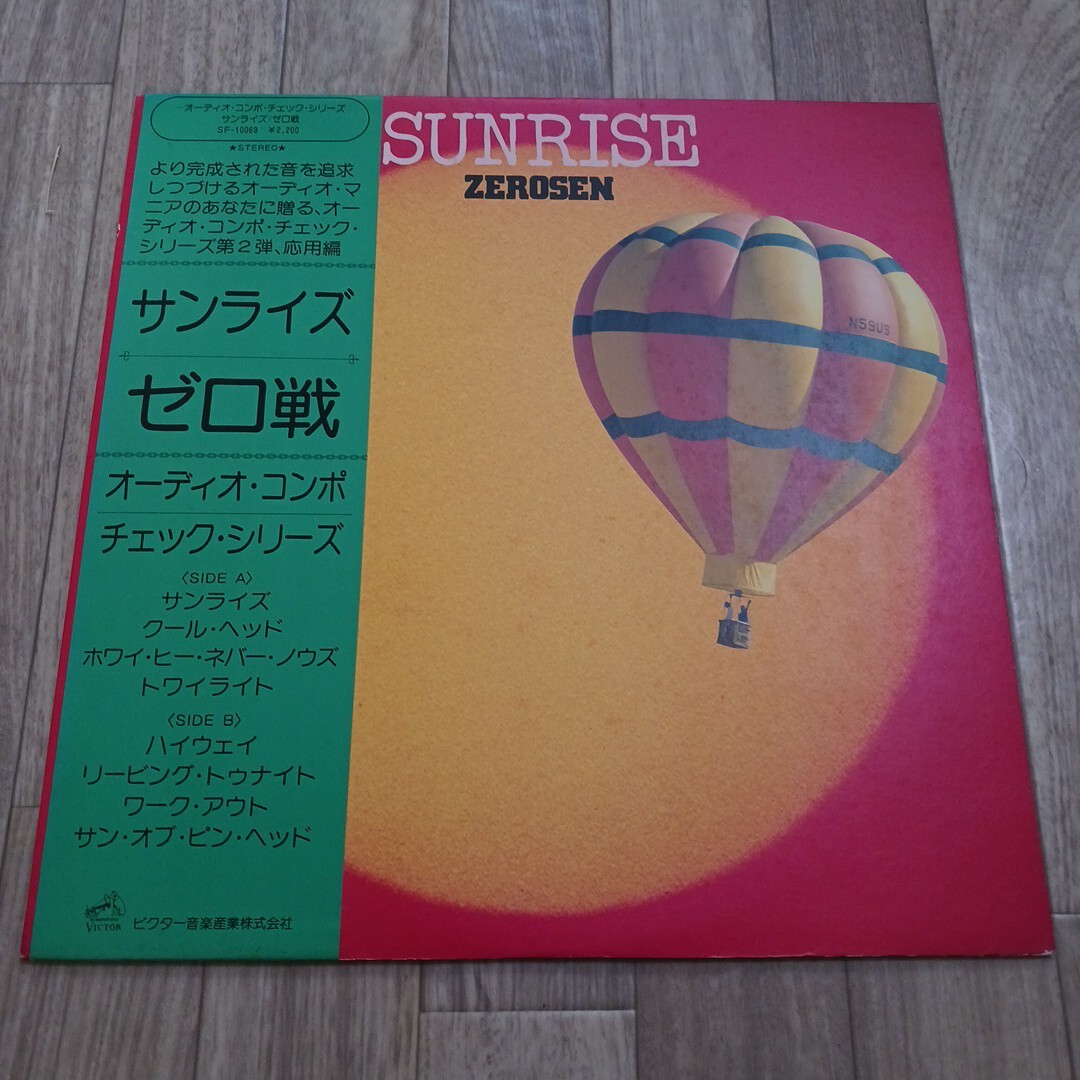 -オーディオ・コンポ・チェック・シリーズ
サンライズ/ゼロ戦
SF-10069 ¥2,200
★STEREO★
より完成された音を追求
しつづけるオーディオ・マ
ニアのあなたに贈る、オー
ディオ・コンポ・チェック・
シリーズ第2弾、応用編
サンライズ
ゼロ戦
オーディオ・コンポ
チェック・シリーズ
〈SIDE A〉
サンライズ
クール・ヘッド
ホワイ・ヒー・ネバー・ノウズ
トワイライト
〈SIDE B〉
ハイウェイ
リービング・トゥナイト
ワーク・アウト
サン・オブ・ピン・ヘッド
VICTOR
ビクター音楽産業株式会社
SUNRISE
ZEROSEN
N59US